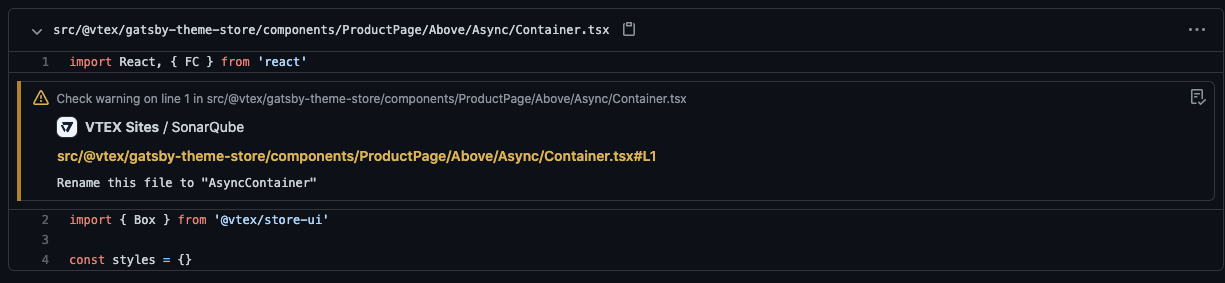 src/@vtex/gatsby-theme-store/components/ProductPage/Above/Async/Container.tsx
1 import React, { FC } from 'react'
Check warning on line 1 in src/@vtex/gatsby-theme-store/components/ProductPage/Above/Async/Container.tsx
VTEX Sites / SonarQube
src/@vtex/gatsby-theme-store/components/ProductPage/Above/Async/Container.tsx#L1
Rename this file to "AsyncContainer"
2 import { Box } from '@vtex/store-ui'
3
4 const styles = {}